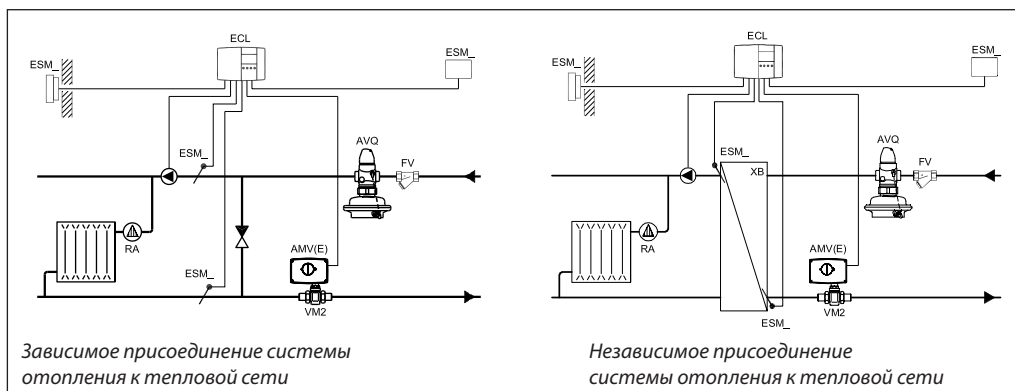 ECL
ESM_
ESM_
ESM_
AVQ
FV
RA
AMV(E)
ESM_
VM2
Зависимое присоединение системы
отопления к тепловой сети
ECL
ESM_
ESM_
ESM_
XB
AVQ
FV
RA
AMV(E)
VM2
ESM_
Независимое присоединение
системы отопления к тепловой сети